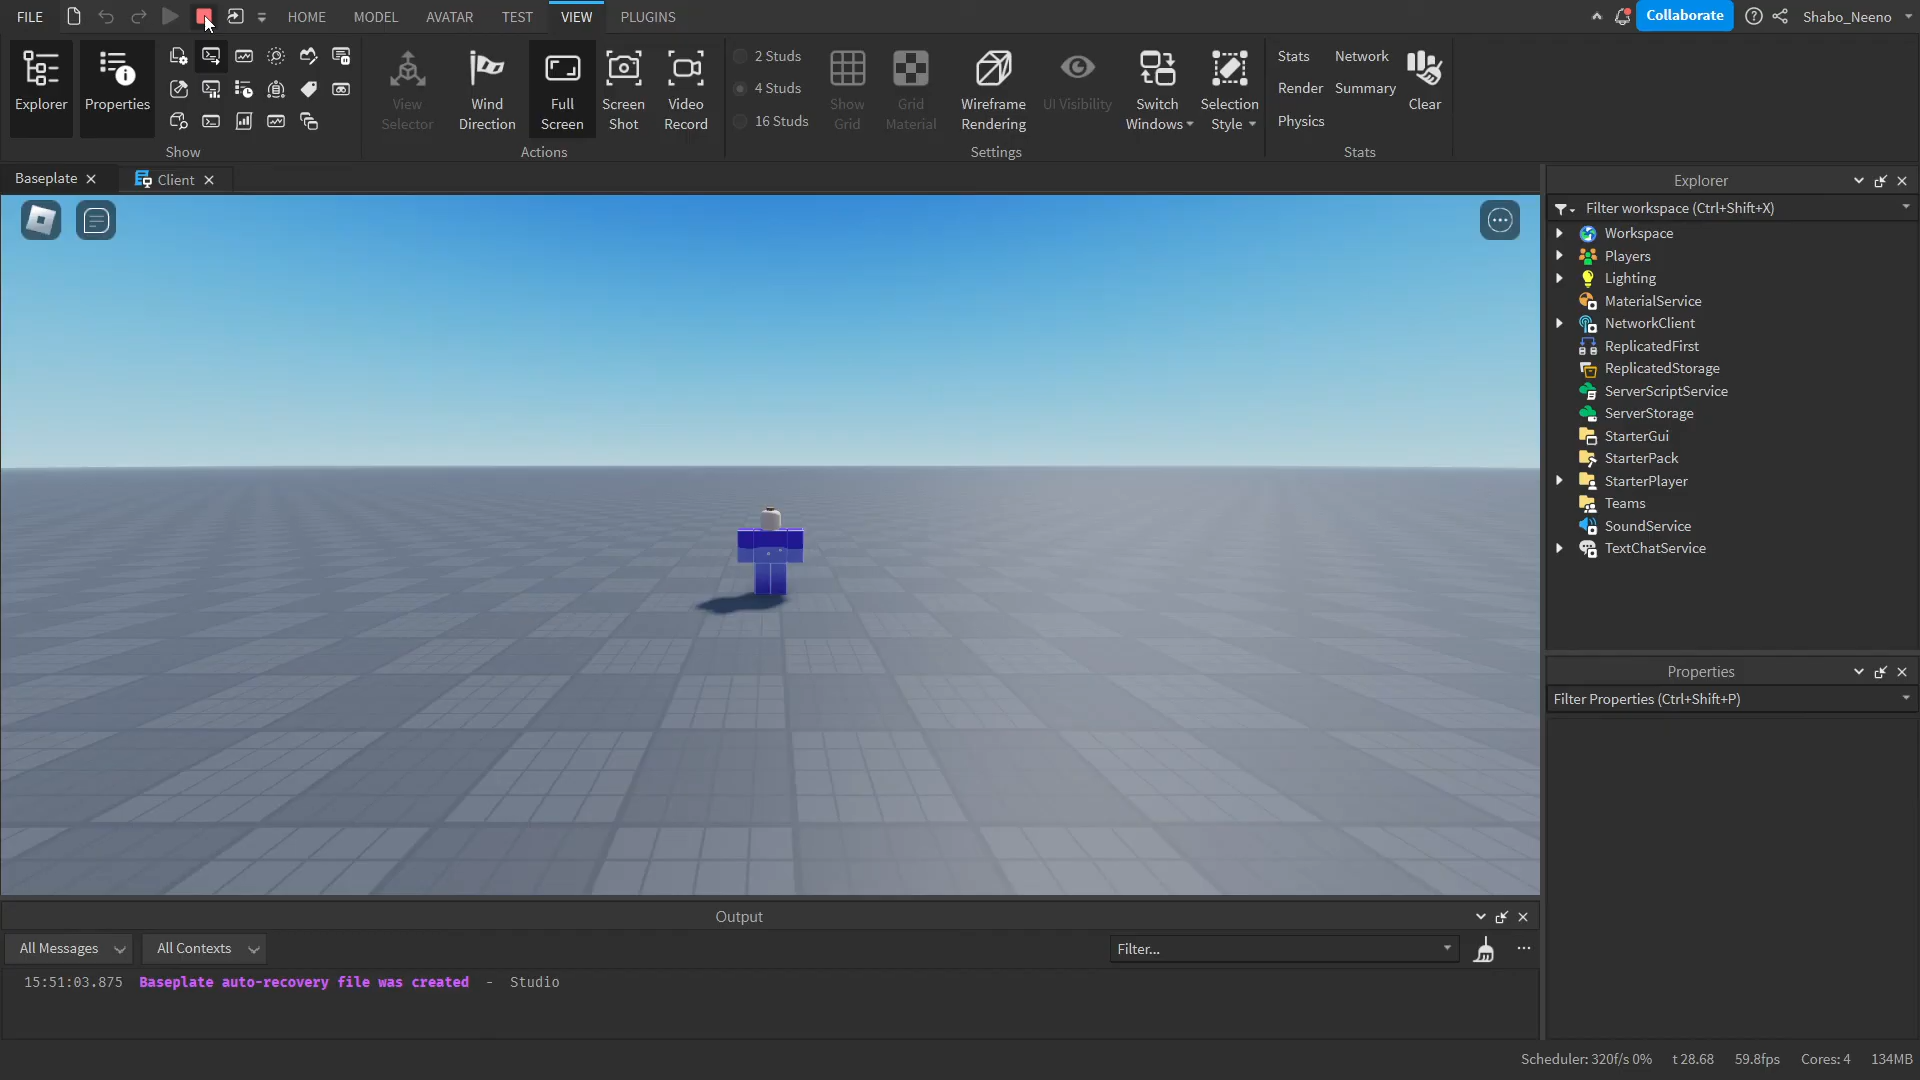 FILE
HOME
MODEL
AVATAR
TEST
VIEW
PLUGINS
Collaborate
Shabo_Neeno
Explorer
Properties
Show
View
Selector
Wind
Direction
Full
Screen
Screen
Shot
Video
Record
Actions
2 Studs
4 Studs
16 Studs
Show
Grid
Grid
Material
Wireframe
Rendering
UI Visibility
Switch
Windows
Selection
Style
Settings
Stats
Network
Render
Summary
Physics
Clear
Stats
Baseplate
Client
Explorer
Filter workspace (Ctrl+Shift+X)
Workspace
Players
Lighting
MaterialService
NetworkClient
ReplicatedFirst
ReplicatedStorage
ServerScriptService
ServerStorage
StarterGui
StarterPack
StarterPlayer
Teams
SoundService
TextChatService
Properties
Filter Properties (Ctrl+Shift+P)
Output
All Messages
All Contexts
Filter...
15:51:03.875 Baseplate auto-recovery file was created - Studio
Scheduler: 320f/s 0% t 28.68 59.8fps Cores: 4 134MB